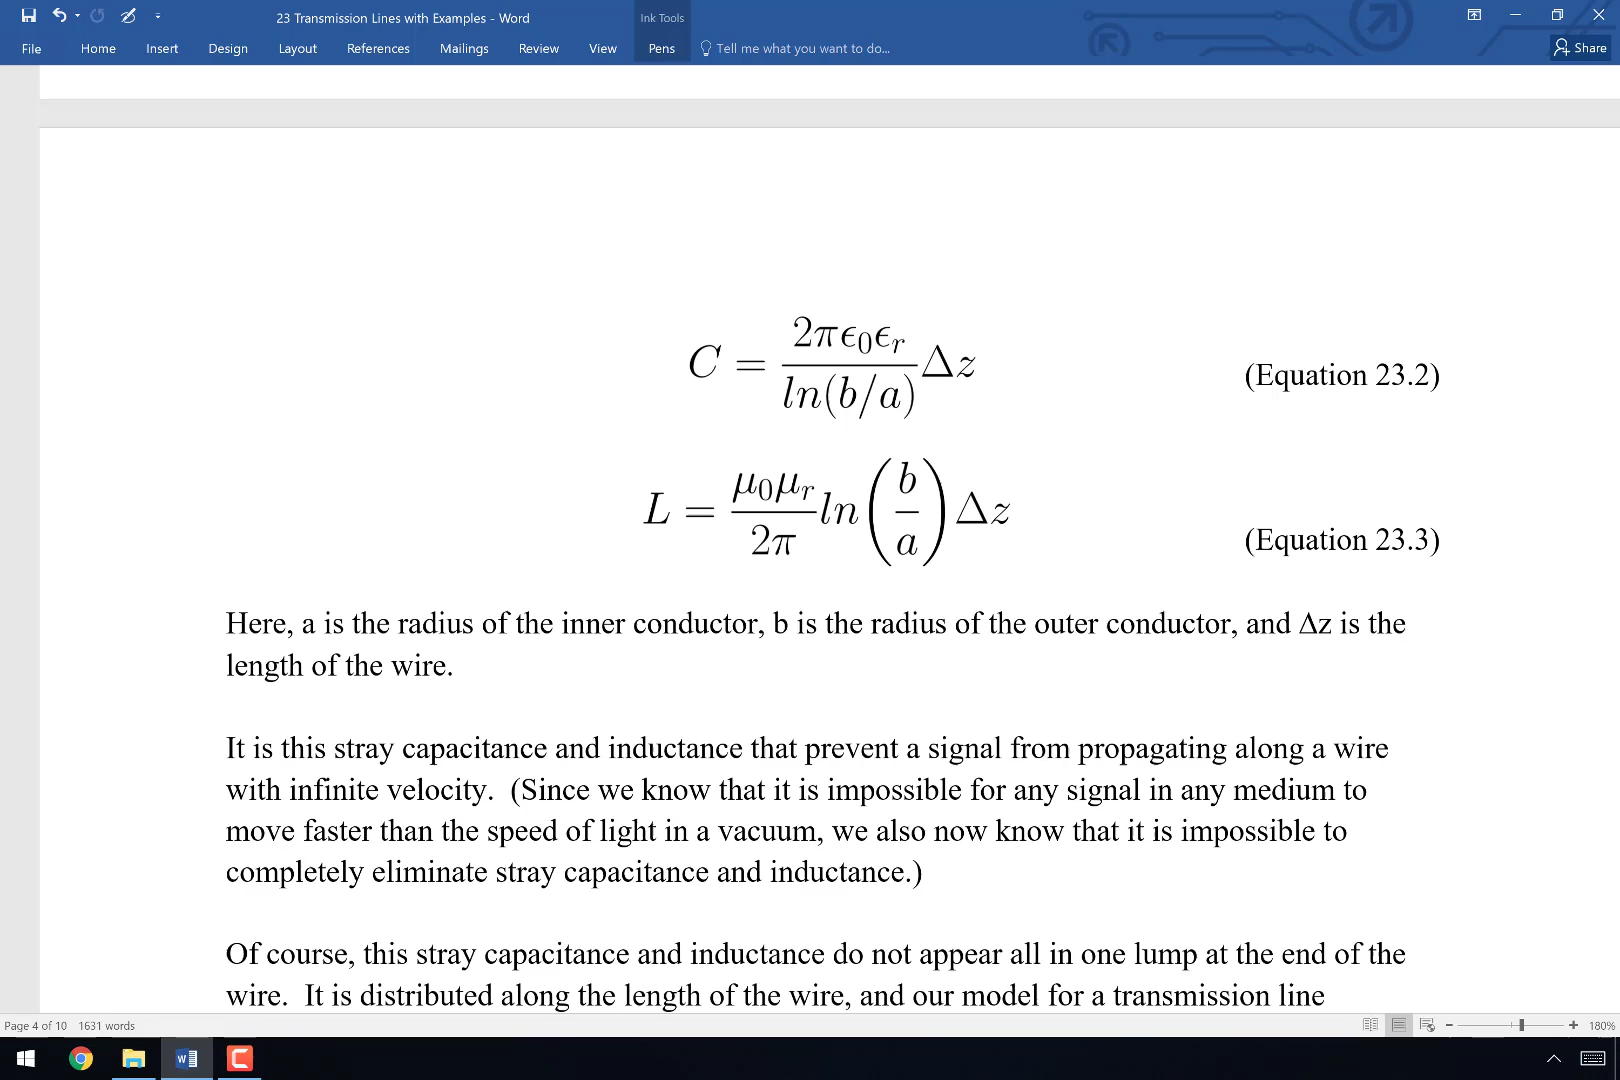 23 Transmission Lines with Examples - Word
Ink Tools
File Home Insert Design Layout References Mailings Review View Pens Tell me what you want to do... Share
C = 2πϵ₀ϵᵣ / ln(b/a) Δz (Equation 23.2)
L = μ₀μᵣ / 2π ln(b/a) Δz (Equation 23.3)
Here, a is the radius of the inner conductor, b is the radius of the outer conductor, and Δz is the
length of the wire.
It is this stray capacitance and inductance that prevent a signal from propagating along a wire
with infinite velocity. (Since we know that it is impossible for any signal in any medium to
move faster than the speed of light in a vacuum, we also now know that it is impossible to
completely eliminate stray capacitance and inductance.)
Of course, this stray capacitance and inductance do not appear all in one lump at the end of the
wire. It is distributed along the length of the wire, and our model for a transmission line
Page 4 of 10 1631 words 180%